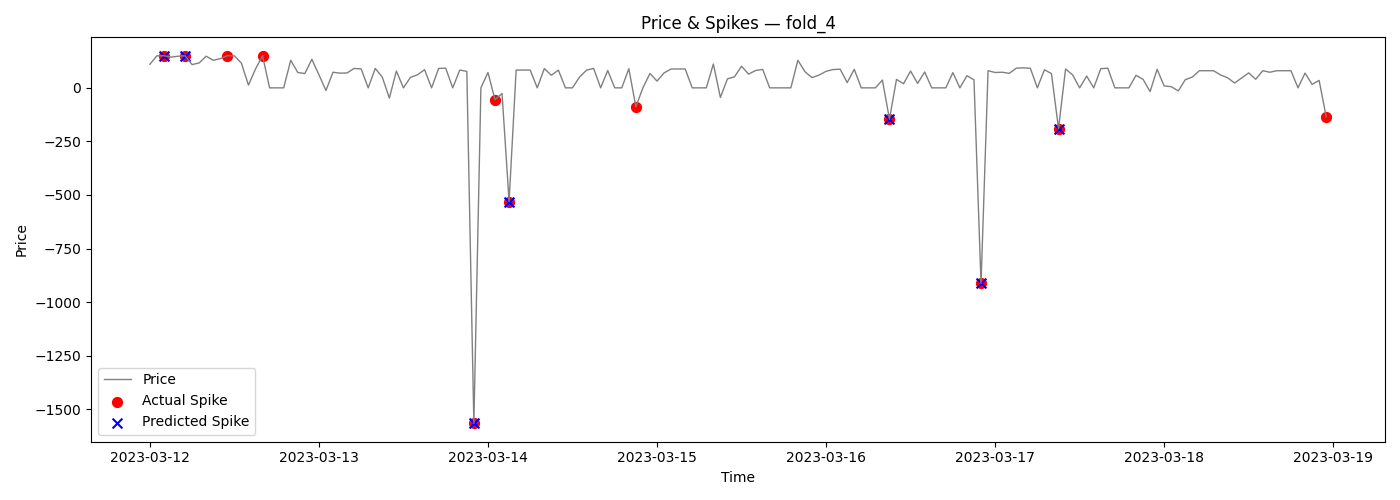 Price & Spikes — fold_4
Price
0
−250
−500
−750
−1000
−1250
−1500
Price
Actual Spike
Predicted Spike
2023-03-12
2023-03-13
2023-03-14
2023-03-15
2023-03-16
2023-03-17
2023-03-18
2023-03-19
Time